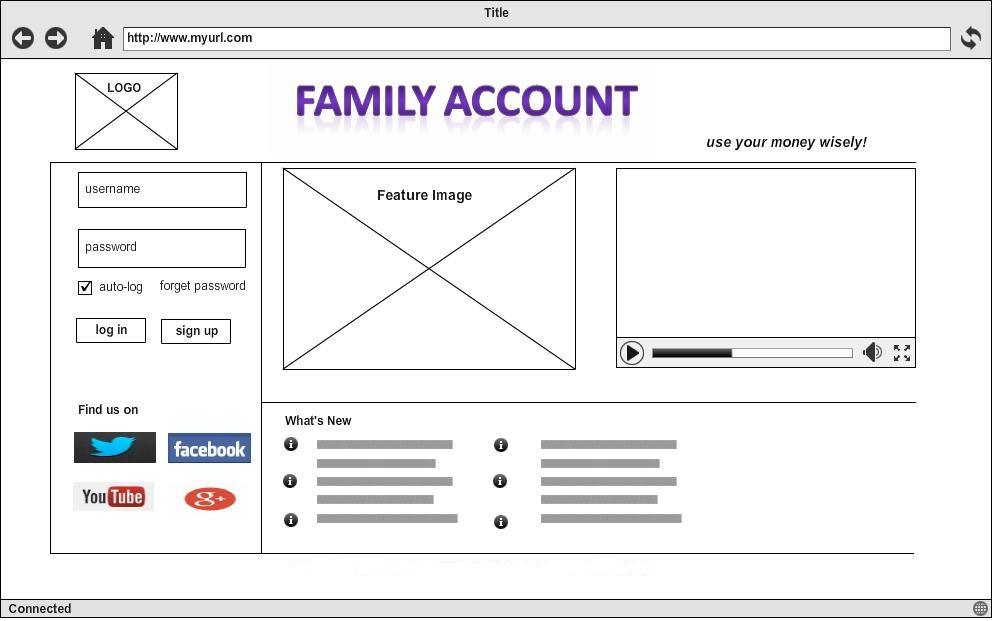 Title
http://www.myurl.com
LOGO
FAMILY ACCOUNT
use your money wisely!
username
password
auto-log forget password
log in sign up
Find us on
facebook
YouTube
g+
Feature Image
What's New
Connected